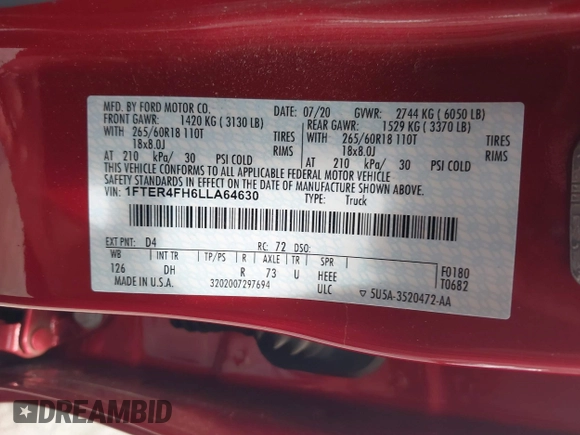 MFD. BY FORD MOTOR CO.
07/20 GVWR: 2744 KG ( 6050 LB)
FRONT GAWR: 1420 KG ( 3130 LB)
REAR GAWR: 1529 KG ( 3370 LB)
WITH 265/60R18 110T TIRES
WITH 265/60R18 110T TIRES
18x8.0J RIMS
18x8.0J RIMS
AT 210 kPa/ 30 PSI COLD
AT 210 kPa/ 30 PSI COLD
THIS VEHICLE CONFORMS TO ALL APPLICABLE FEDERAL MOTOR VEHICLE
SAFETY STANDARDS IN EFFECT ON THE DATE OF MANUFACTURE SHOWN ABOVE.
VIN: 1FTER4FH6LLA64630
TYPE: Truck
EXT PNT: D4 RC: 72 DSO:
WB INT TR TP/PS R AXLE TR SPR
126 DH R 73 U HEEE F0180
ULC T0682
MADE IN U.S.A. 3202007297694 ▽ 5U5A-3520472-AA
DREAMBID